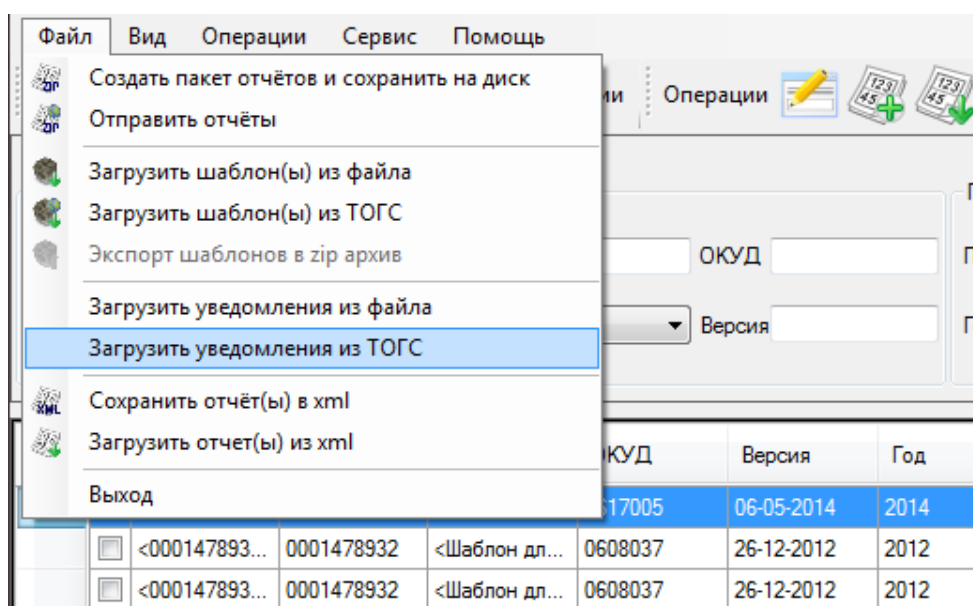 Файл Вид Операции Сервис Помощь
Создать пакет отчётов и сохранить на диск
Отправить отчёты
Операции
Загрузить шаблон(ы) из файла
Загрузить шаблон(ы) из ТОГС
Экспорт шаблонов в zip архив
ОКУД
Загрузить уведомления из файла
Загрузить уведомления из ТОГС
Версия
Сохранить отчёт(ы) в xml
Загрузить отчет(ы) из xml
Выход
Версия Год
06-05-2014 2014
<000147893... 0001478932 <Шаблон дл... 0608037 26-12-2012 2012
<000147893... 0001478932 <Шаблон дл... 0608037 26-12-2012 2012